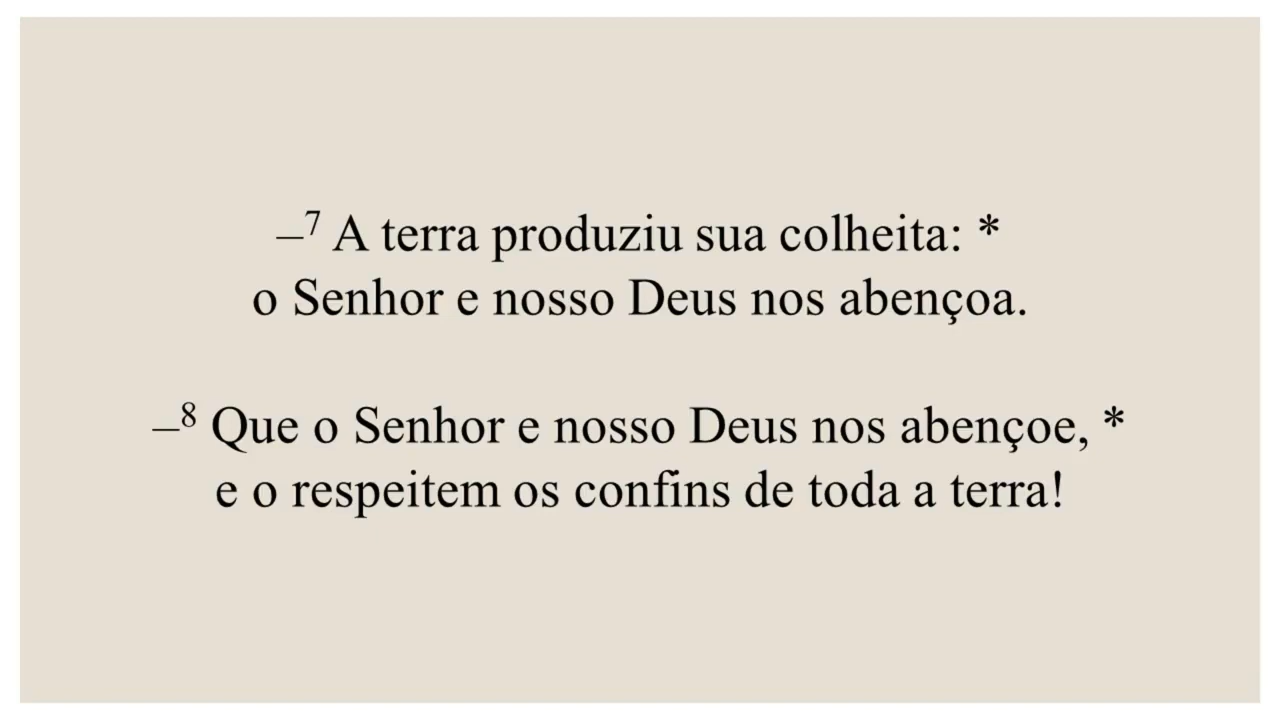 –⁷ A terra produziu sua colheita: *
o Senhor e nosso Deus nos abençoa.
–⁸ Que o Senhor e nosso Deus nos abençoe, *
e o respeitem os confins de toda a terra!